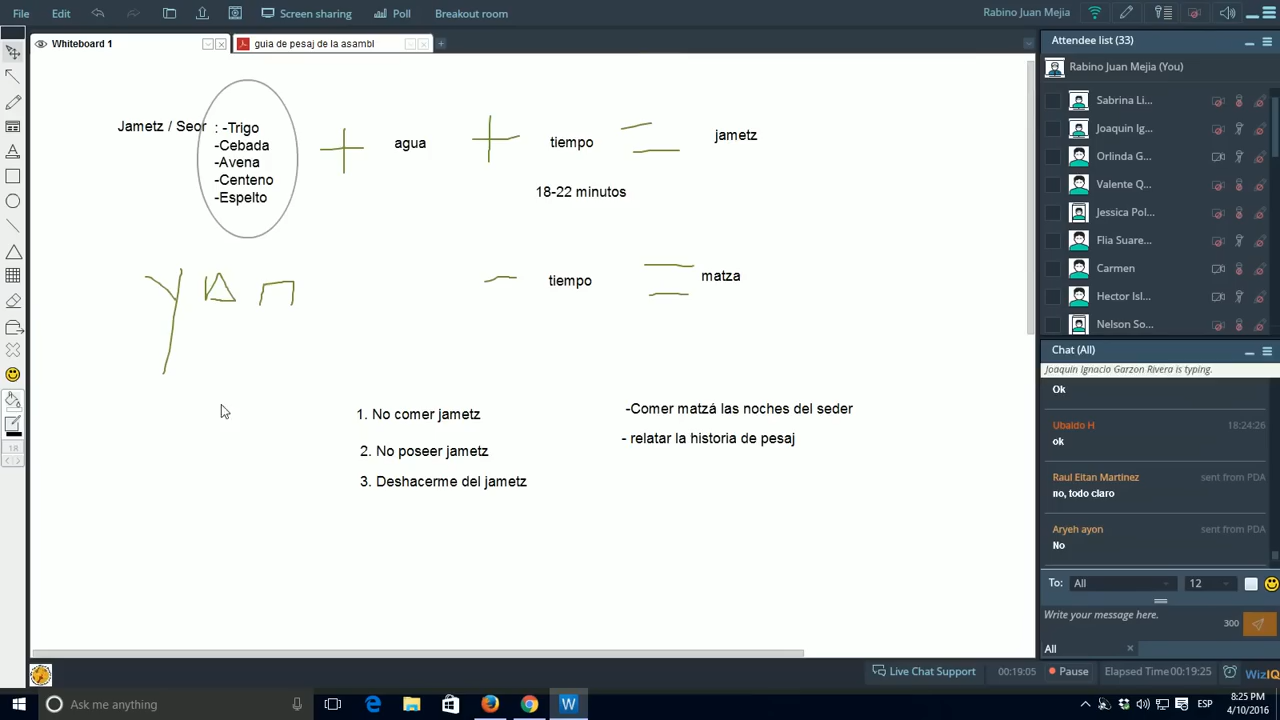 File Edit Screen sharing Poll Breakout room Rabino Juan Mejia
Whiteboard 1 guia de pesaj de la asambl
Jametz / Seor : -Trigo
-Cebada
-Avena
-Centeno
-Espelto
+ agua + tiempo = jametz
18-22 minutos
- tiempo = matza
1. No comer jametz
2. No poseer jametz
3. Deshacerme del jametz
-Comer matzá las noches del seder
- relatar la historia de pesaj
Attendee list (33)
Rabino Juan Mejia (You)
Sabrina Li...
Joaquin Ig...
Orlinda G...
Valente Q...
Jessica Pol...
Flia Suare...
Carmen
Hector Isl...
Nelson So...
Chat (All)
Joaquin Ignacio Garzon Rivera is typing.
Ok
Ubaldo H 18:24:26
ok
Raul Eitan Martinez sent from PDA
no, todo claro
Aryeh ayon sent from PDA
No
To: All 12
Write your message here.
300
All
Live Chat Support 00:19:05 Pause Elapsed Time 00:19:25 WizIQ
Ask me anything
ESP
8:25 PM
4/10/2016